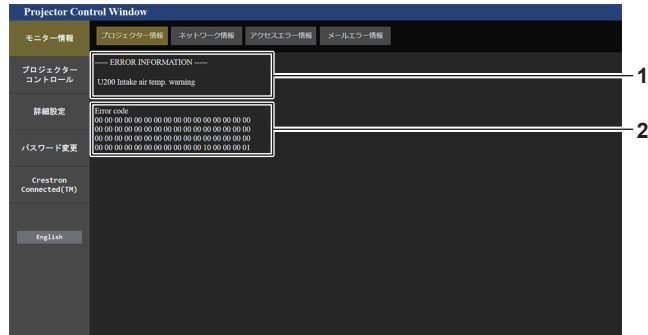 Projector Control Window
モニター情報
プロジェクター情報 ネットワーク情報 アクセスエラー情報 メールエラー情報
----- ERROR INFORMATION -----
U200 Intake air temp. warning
1
プロジェクター
コントロール
詳細設定
Error code
00 00 00 00 00 00 00 00 00 00 00 00 00 00 00 00
00 00 00 00 00 00 00 00 00 00 00 00 00 00 00 00
00 00 00 00 00 00 00 00 00 00 00 00 00 00 00 00
00 00 00 00 00 00 00 00 00 00 00 10 00 00 00 01
2
パスワード変更
Crestron
Connected(TM)
English